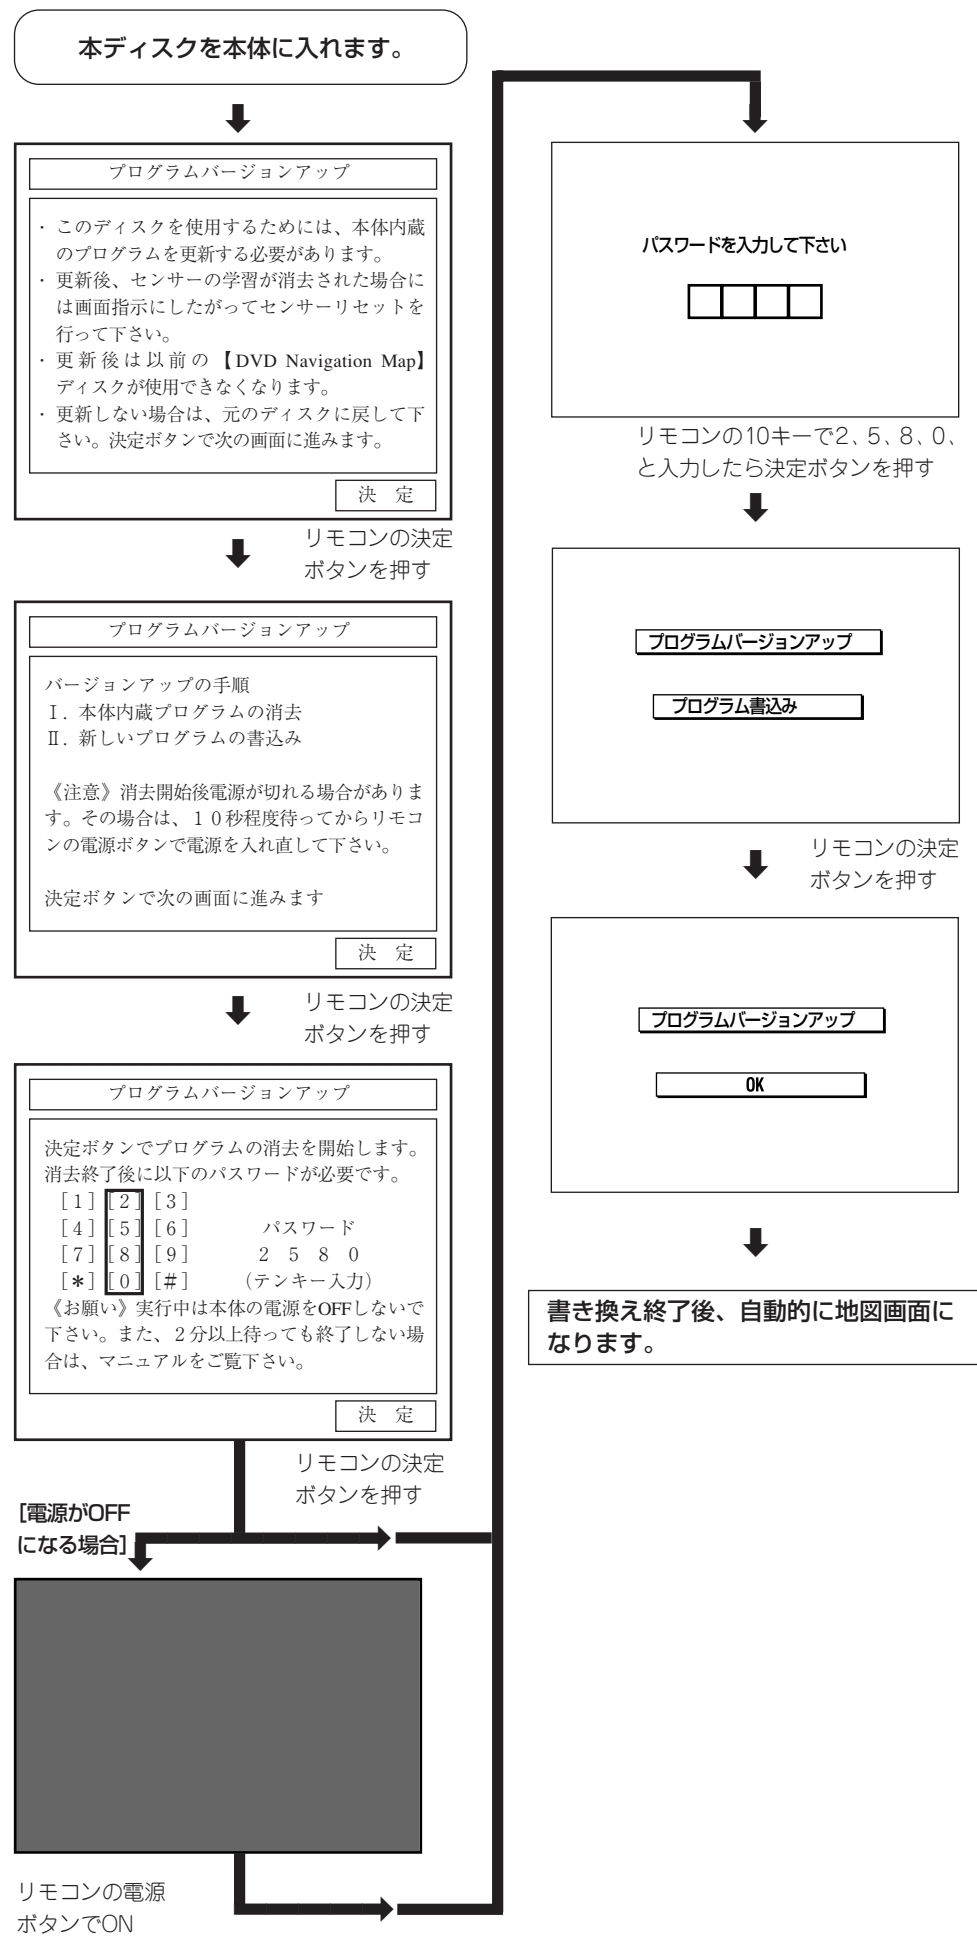 本ディスクを本体に入れます。
プログラムバージョンアップ
・このディスクを使用するためには、本体内蔵
のプログラムを更新する必要があります。
・更新後、センサーの学習が消去された場合に
は画面指示にしたがってセンサーリセットを
行って下さい。
・更新後は以前の【DVD Navigation Map】
ディスクが使用できなくなります。
・更新しない場合は、元のディスクに戻して下
さい。決定ボタンで次の画面に進みます。
決 定
リモコンの決定
ボタンを押す
プログラムバージョンアップ
バージョンアップの手順
Ⅰ. 本体内蔵プログラムの消去
Ⅱ. 新しいプログラムの書込み
《注意》消去開始後電源が切れる場合がありま
す。その場合は、１０秒程度待ってからリモコ
ンの電源ボタンで電源を入れ直して下さい。
決定ボタンで次の画面に進みます
決 定
リモコンの決定
ボタンを押す
プログラムバージョンアップ
決定ボタンでプログラムの消去を開始します。
消去終了後に以下のパスワードが必要です。
[1] [2] [3]
[4] [5] [6] パスワード
[7] [8] [9] 2 5 8 0
[*] [0] [#] (テンキー入力)
《お願い》実行中は本体の電源をOFFしないで
下さい。また、２分以上待っても終了しない場
合は、マニュアルをご覧下さい。
決 定
リモコンの決定
ボタンを押す
[電源がOFF
になる場合]
リモコンの電源
ボタンでON
パスワードを入力して下さい
リモコンの10キーで2、5、8、0、
と入力したら決定ボタンを押す
プログラムバージョンアップ
プログラム書込み
リモコンの決定
ボタンを押す
プログラムバージョンアップ
OK
書き換え終了後、自動的に地図画面に
なります。